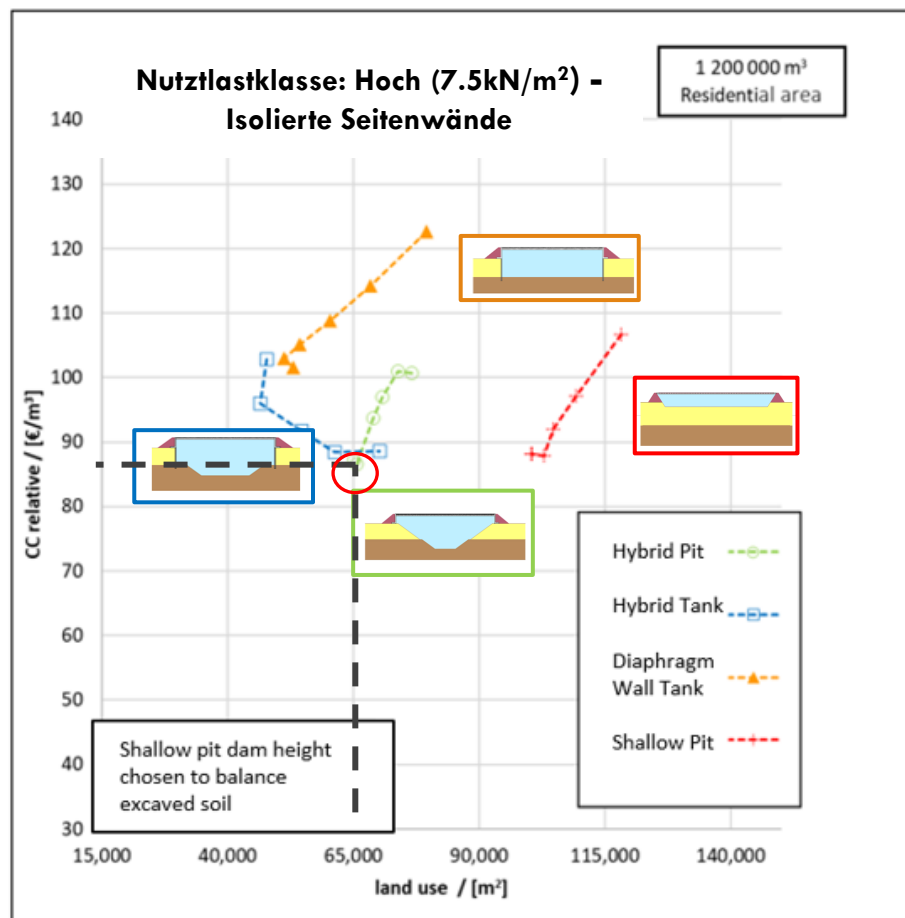 Nutztlastklasse: Hoch (7.5kN/m²) –
Isolierte Seitenwände
1 200 000 m³
Residential area
140
130
120
110
100
90
80
70
60
50
40
30
CC relative / [€/m³]
Hybrid Pit
Hybrid Tank
Diaphragm
Wall Tank
Shallow Pit
Shallow pit dam height
chosen to balance
excaved soil
15,000 40,000 65,000 90,000 115,000 140,000
land use / [m²]